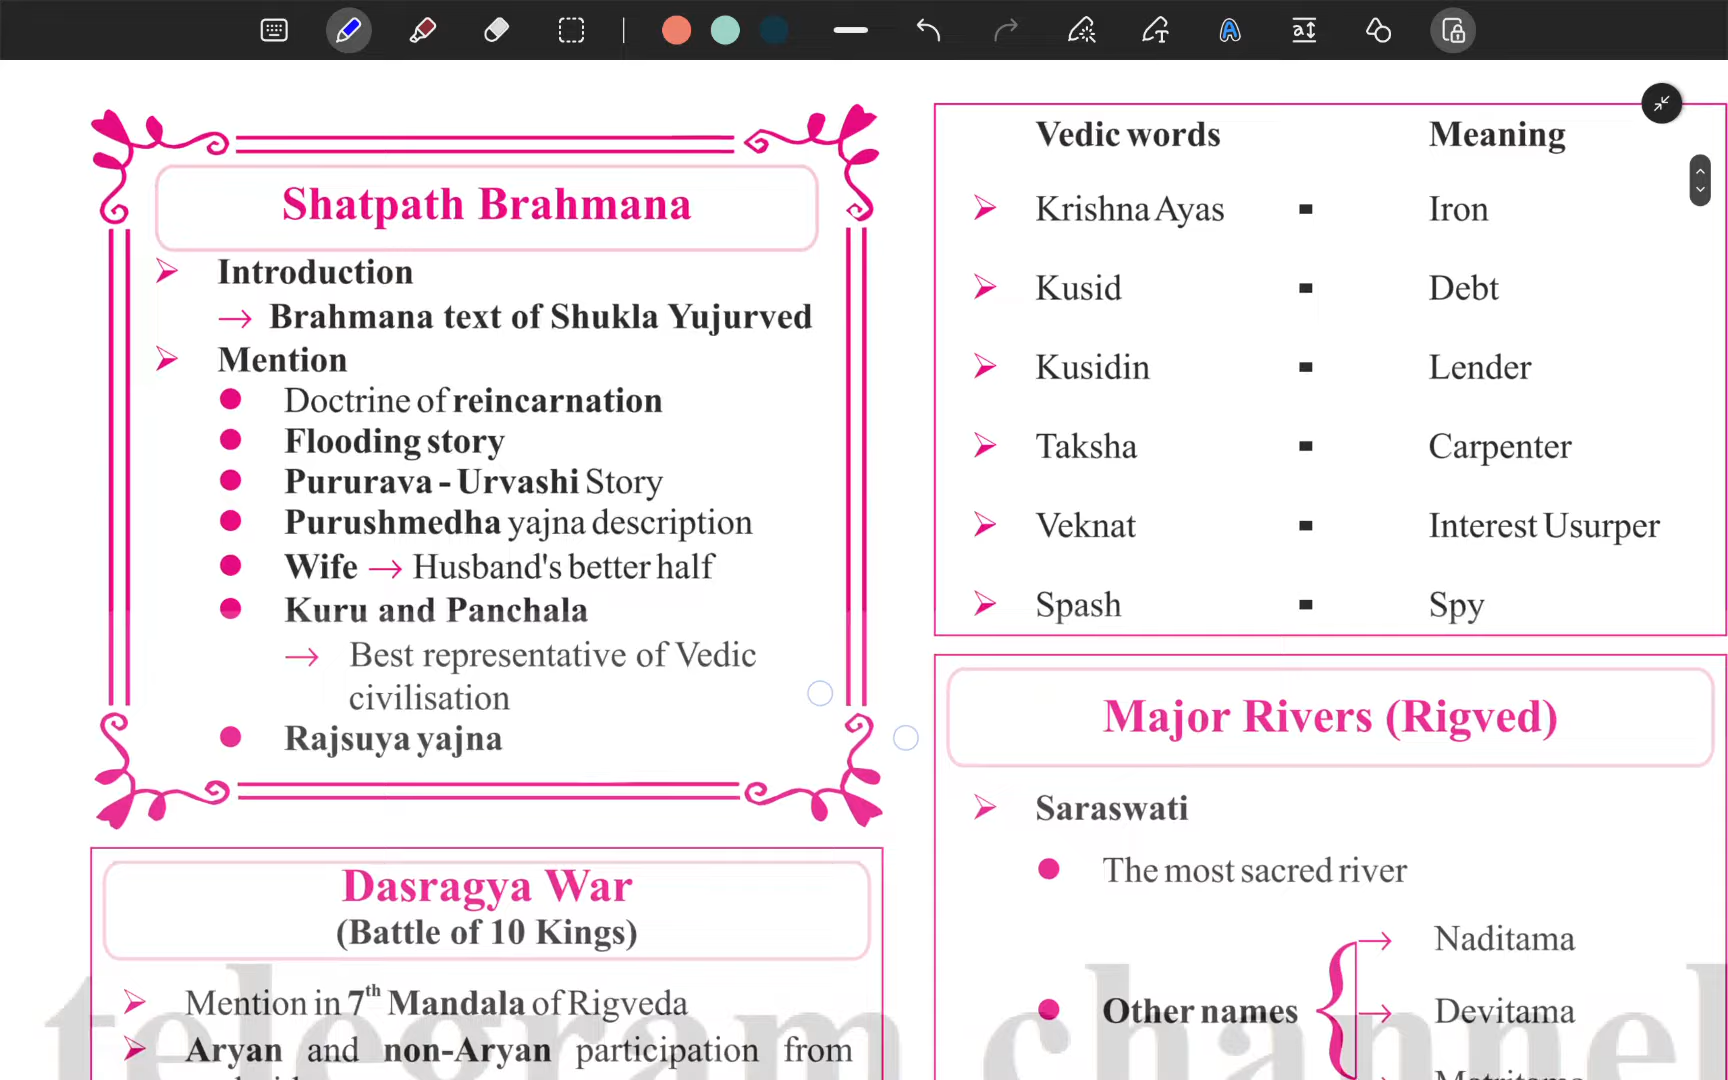 Shatpath Brahmana
Introduction
→ Brahmana text of Shukla Yujurved
Mention
Doctrine of reincarnation
Flooding story
Pururava - Urvashi Story
Purushmedha yajna description
Wife → Husband's better half
Kuru and Panchala
→ Best representative of Vedic
civilisation
Rajsuya yajna
Dasragya War
(Battle of 10 Kings)
Mention in 7th Mandala of Rigveda
Aryan and non-Aryan participation from
Vedic words Meaning
Krishna Ayas - Iron
Kusid - Debt
Kusidin - Lender
Taksha - Carpenter
Veknat - Interest Usurper
Spash - Spy
Major Rivers (Rigved)
Saraswati
The most sacred river
Other names
→ Naditama
→ Devitama
telegram channel